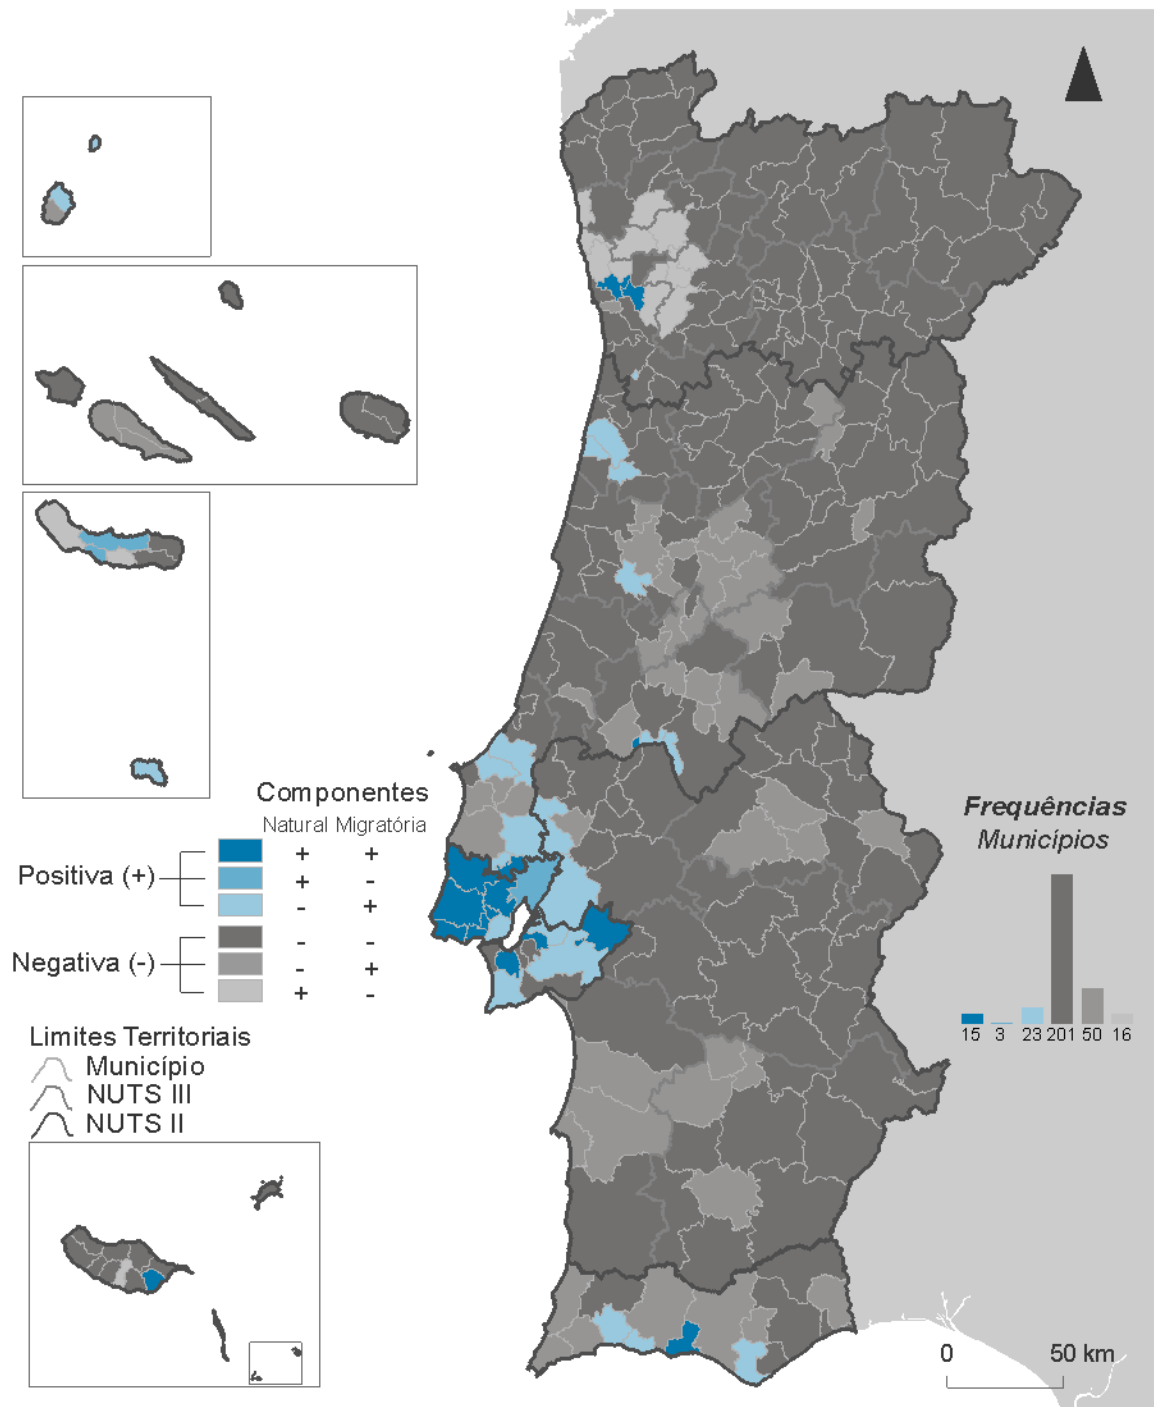 Componentes
Natural Migratória
Positiva (+)
+ +
+ -
- +
Negativa (-)
- -
- +
+ -
Limites Territoriais
Município
NUTS III
NUTS II
Frequências
Municípios
15 3 23 201 50 16
0 50 km